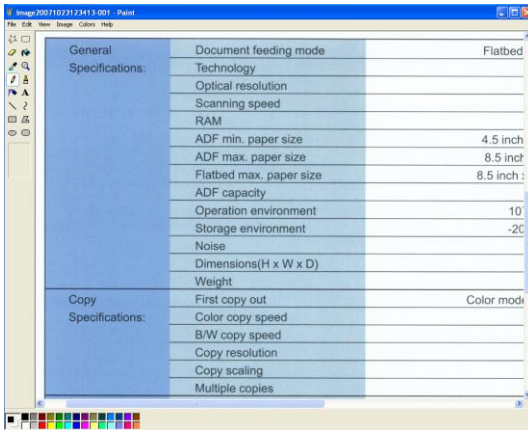 Image20071023123413-001 - Paint
File Edit View Image Colors Help
General Document feeding mode Flatbed
Specifications: Technology
Optical resolution
Scanning speed
RAM
ADF min. paper size 4.5 inch
ADF max. paper size 8.5 inch
Flatbed max. paper size 8.5 inch
ADF capacity
Operation environment 10
Storage environment -20
Noise
Dimensions(H x W x D)
Weight
Copy First copy out Color mode
Specifications: Color copy speed
B/W copy speed
Copy resolution
Copy scaling
Multiple copies